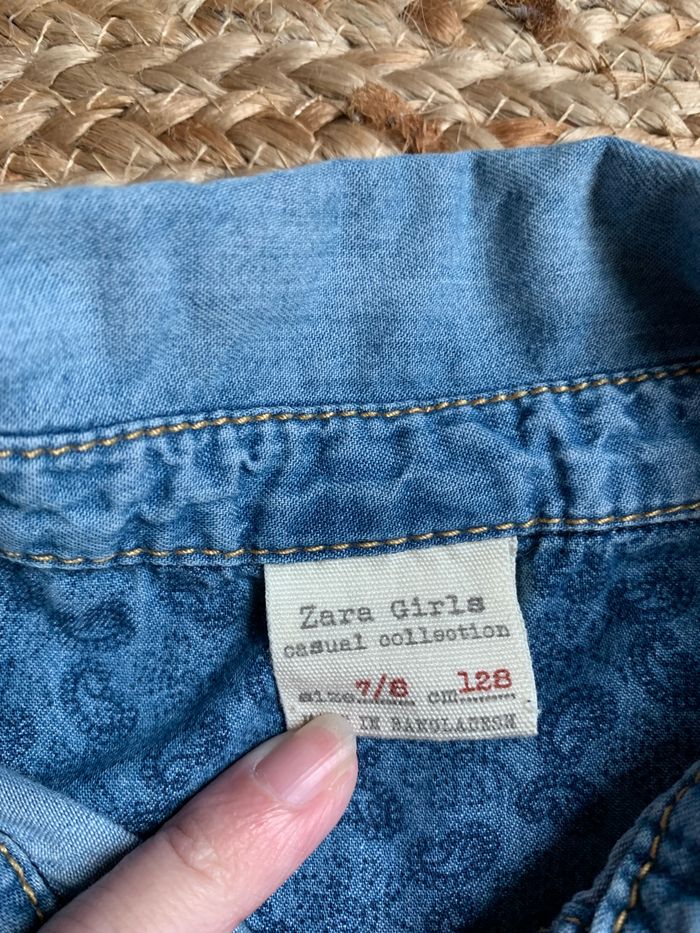 Zara Girls
casual collection
size 7/8 cm 128
IN BANGLADESH